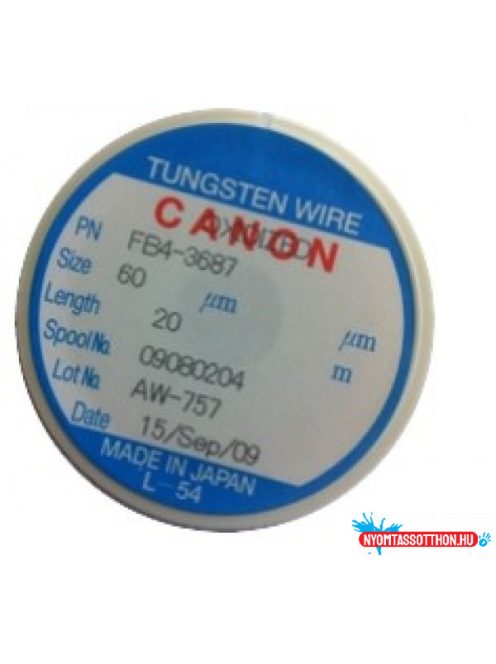 TUNGSTEN WIRE
OXIDIZED
CANON
PN FB4-3687
Size 60 μm μm
Length 20 m
Spool No. 09080204
Lot No. AW-757
Date 15/Sep/09
MADE IN JAPAN
L-54
NYOMTASSOTTHON.HU